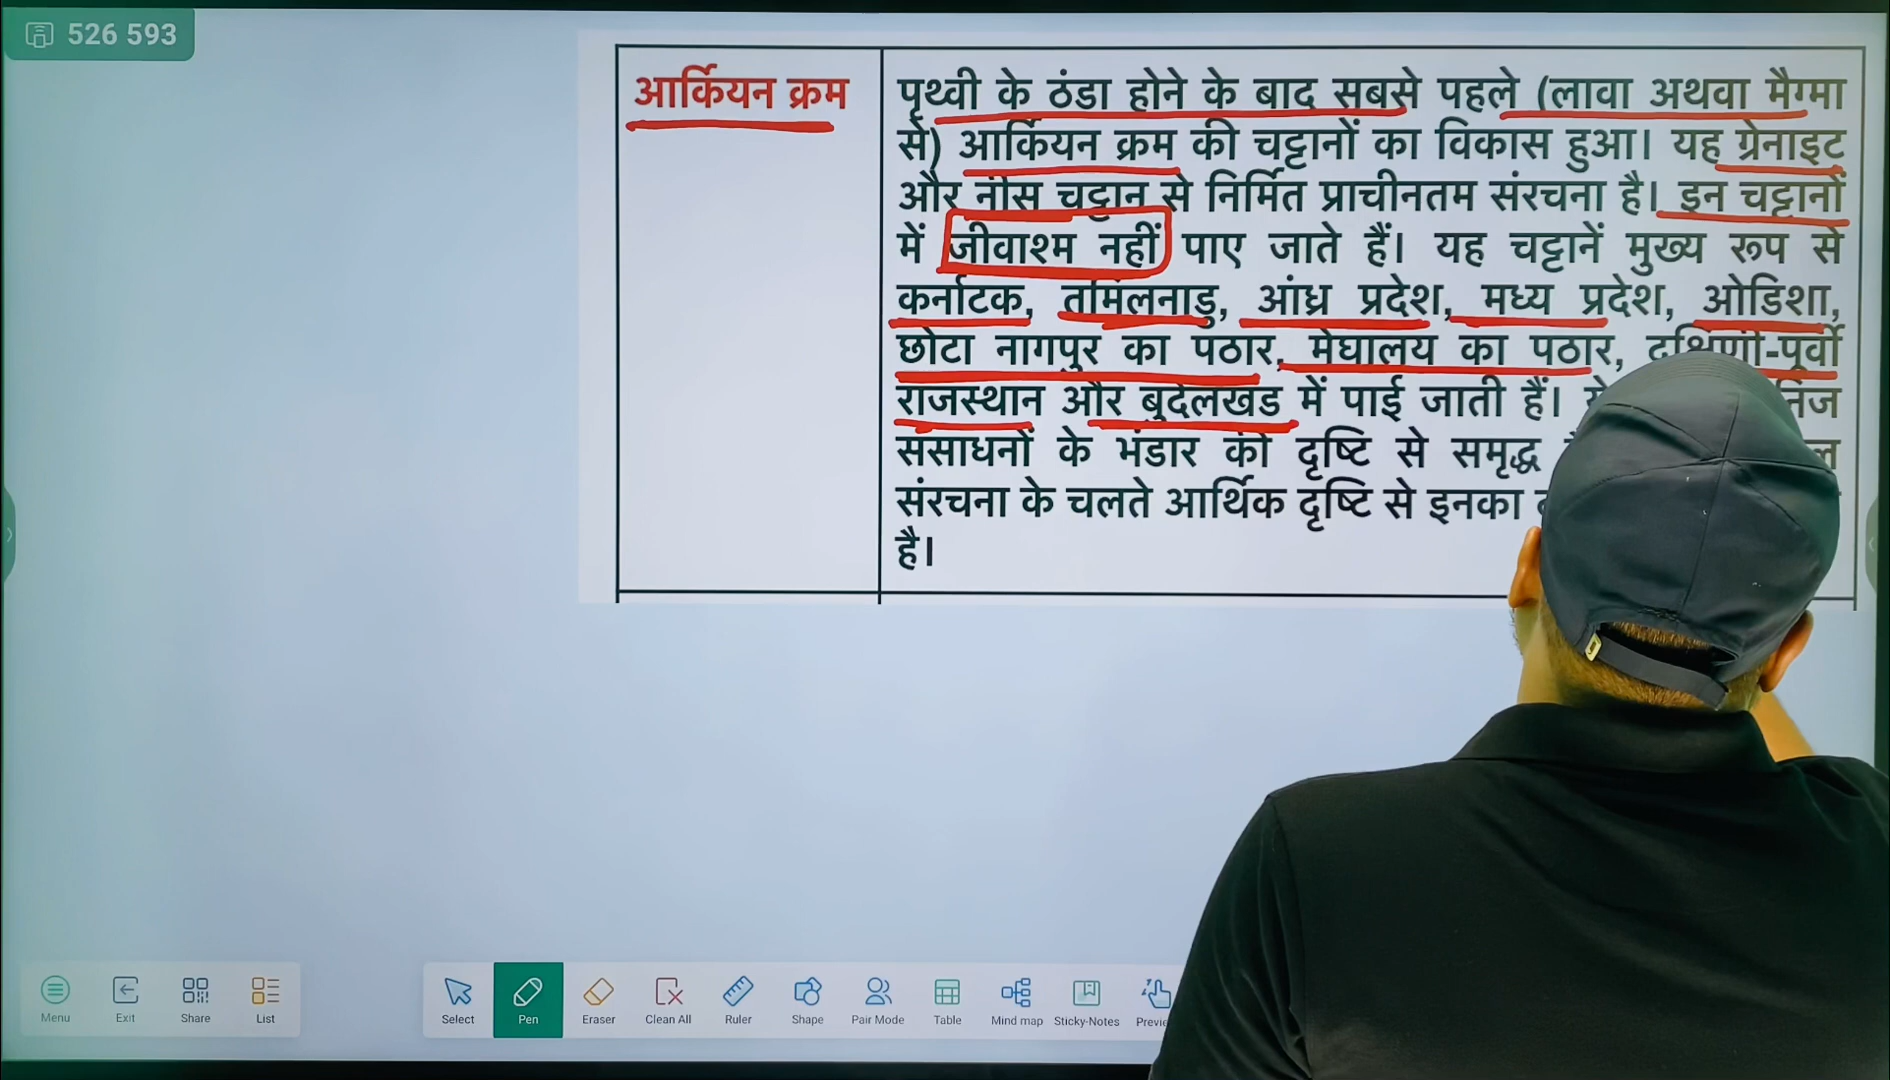 526 593
आर्कियन क्रम
पृथ्वी के ठंडा होने के बाद सबसे पहले (लावा अथवा मैग्मा
से) आर्कियन क्रम की चट्टानों का विकास हुआ। यह ग्रेनाइट
और नीस चट्टान से निर्मित प्राचीनतम संरचना है। इन चट्टानों
में जीवाश्म नहीं पाए जाते हैं। यह चट्टानें मुख्य रूप से
कर्नाटक, तमिलनाडु, आंध्र प्रदेश, मध्य प्रदेश, ओडिशा,
छोटा नागपुर का पठार, मेघालय का पठार, दक्षिणी-पूर्वी
राजस्थान और बुंदेलखंड में पाई जाती हैं।
संसाधनों के भंडार की दृष्टि से समृद्ध
संरचना के चलते आर्थिक दृष्टि से इनका
है।
Menu Exit Share List Select Pen Eraser Clean All Ruler Shape Pair Mode Table Mind map Sticky-Notes